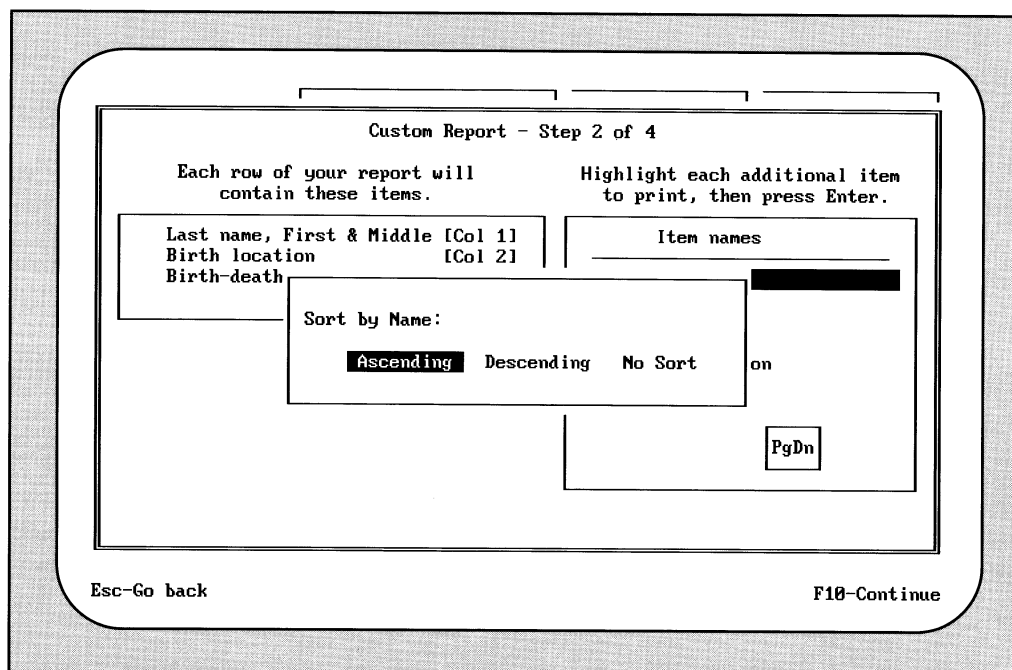 Custom Report - Step 2 of 4
Each row of your report will
contain these items.
Highlight each additional item
to print, then press Enter.
Last name, First & Middle [Col 1]
Birth location [Col 2]
Birth-death
Item names
Sort by Name:
Ascending Descending No Sort
on
PgDn
Esc-Go back
F10-Continue